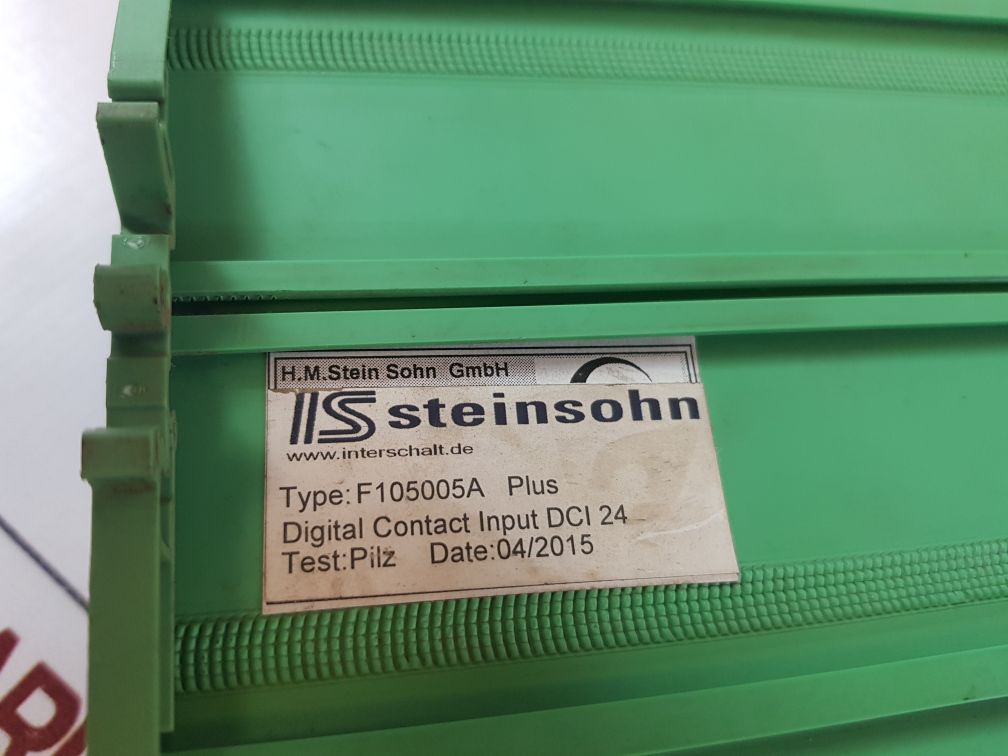 H.M.Stein Sohn GmbH
IS steinsohn
www.interschalt.de
Type: F105005A Plus
Digital Contact Input DCI 24
Test:Pilz Date:04/2015